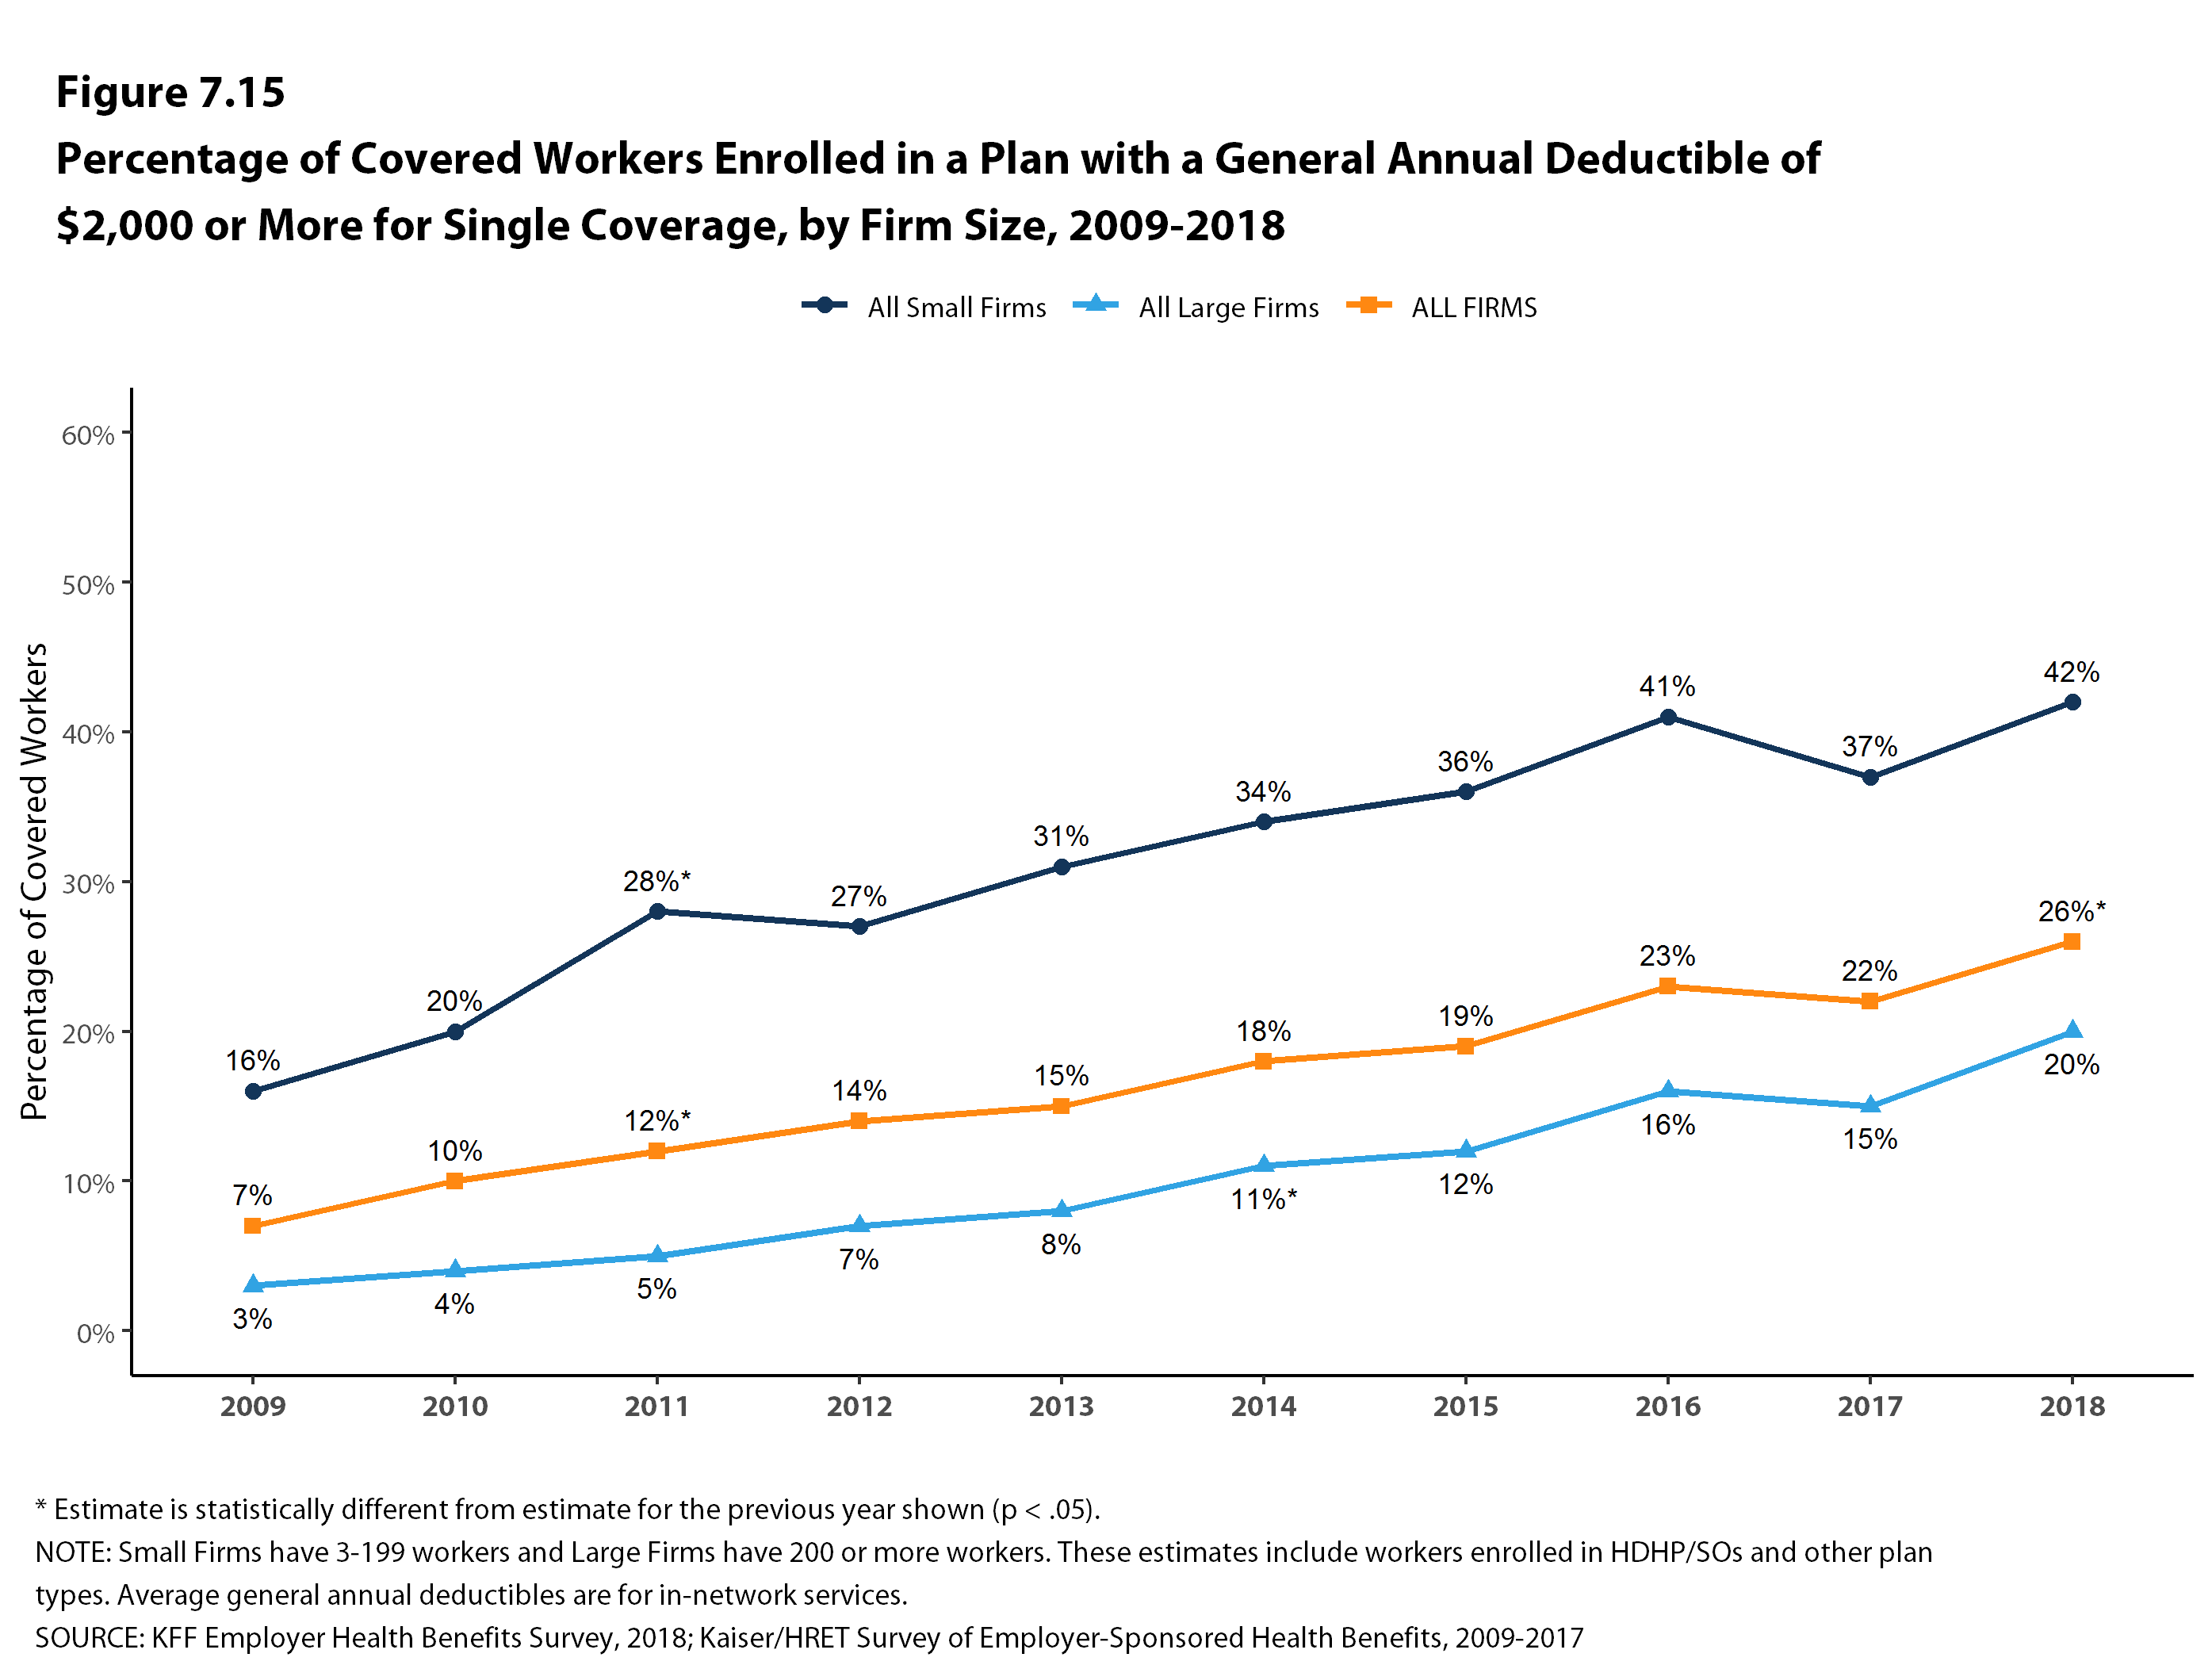 Figure 7.15
Percentage of Covered Workers Enrolled in a Plan with a General Annual Deductible of
$2,000 or More for Single Coverage, by Firm Size, 2009-2018
All Small Firms All Large Firms ALL FIRMS
Percentage of Covered Workers
60%
50%
40%
30%
20%
10%
0%
16% 20% 28%* 27% 31% 34% 36% 41% 37% 42%
7% 10% 12%* 14% 15% 18% 19% 23% 22% 26%*
3% 4% 5% 7% 8% 11%* 12% 16% 15% 20%
2009 2010 2011 2012 2013 2014 2015 2016 2017 2018
* Estimate is statistically different from estimate for the previous year shown (p < .05).
NOTE: Small Firms have 3-199 workers and Large Firms have 200 or more workers. These estimates include workers enrolled in HDHP/SOs and other plan
types. Average general annual deductibles are for in-network services.
SOURCE: KFF Employer Health Benefits Survey, 2018; Kaiser/HRET Survey of Employer-Sponsored Health Benefits, 2009-2017